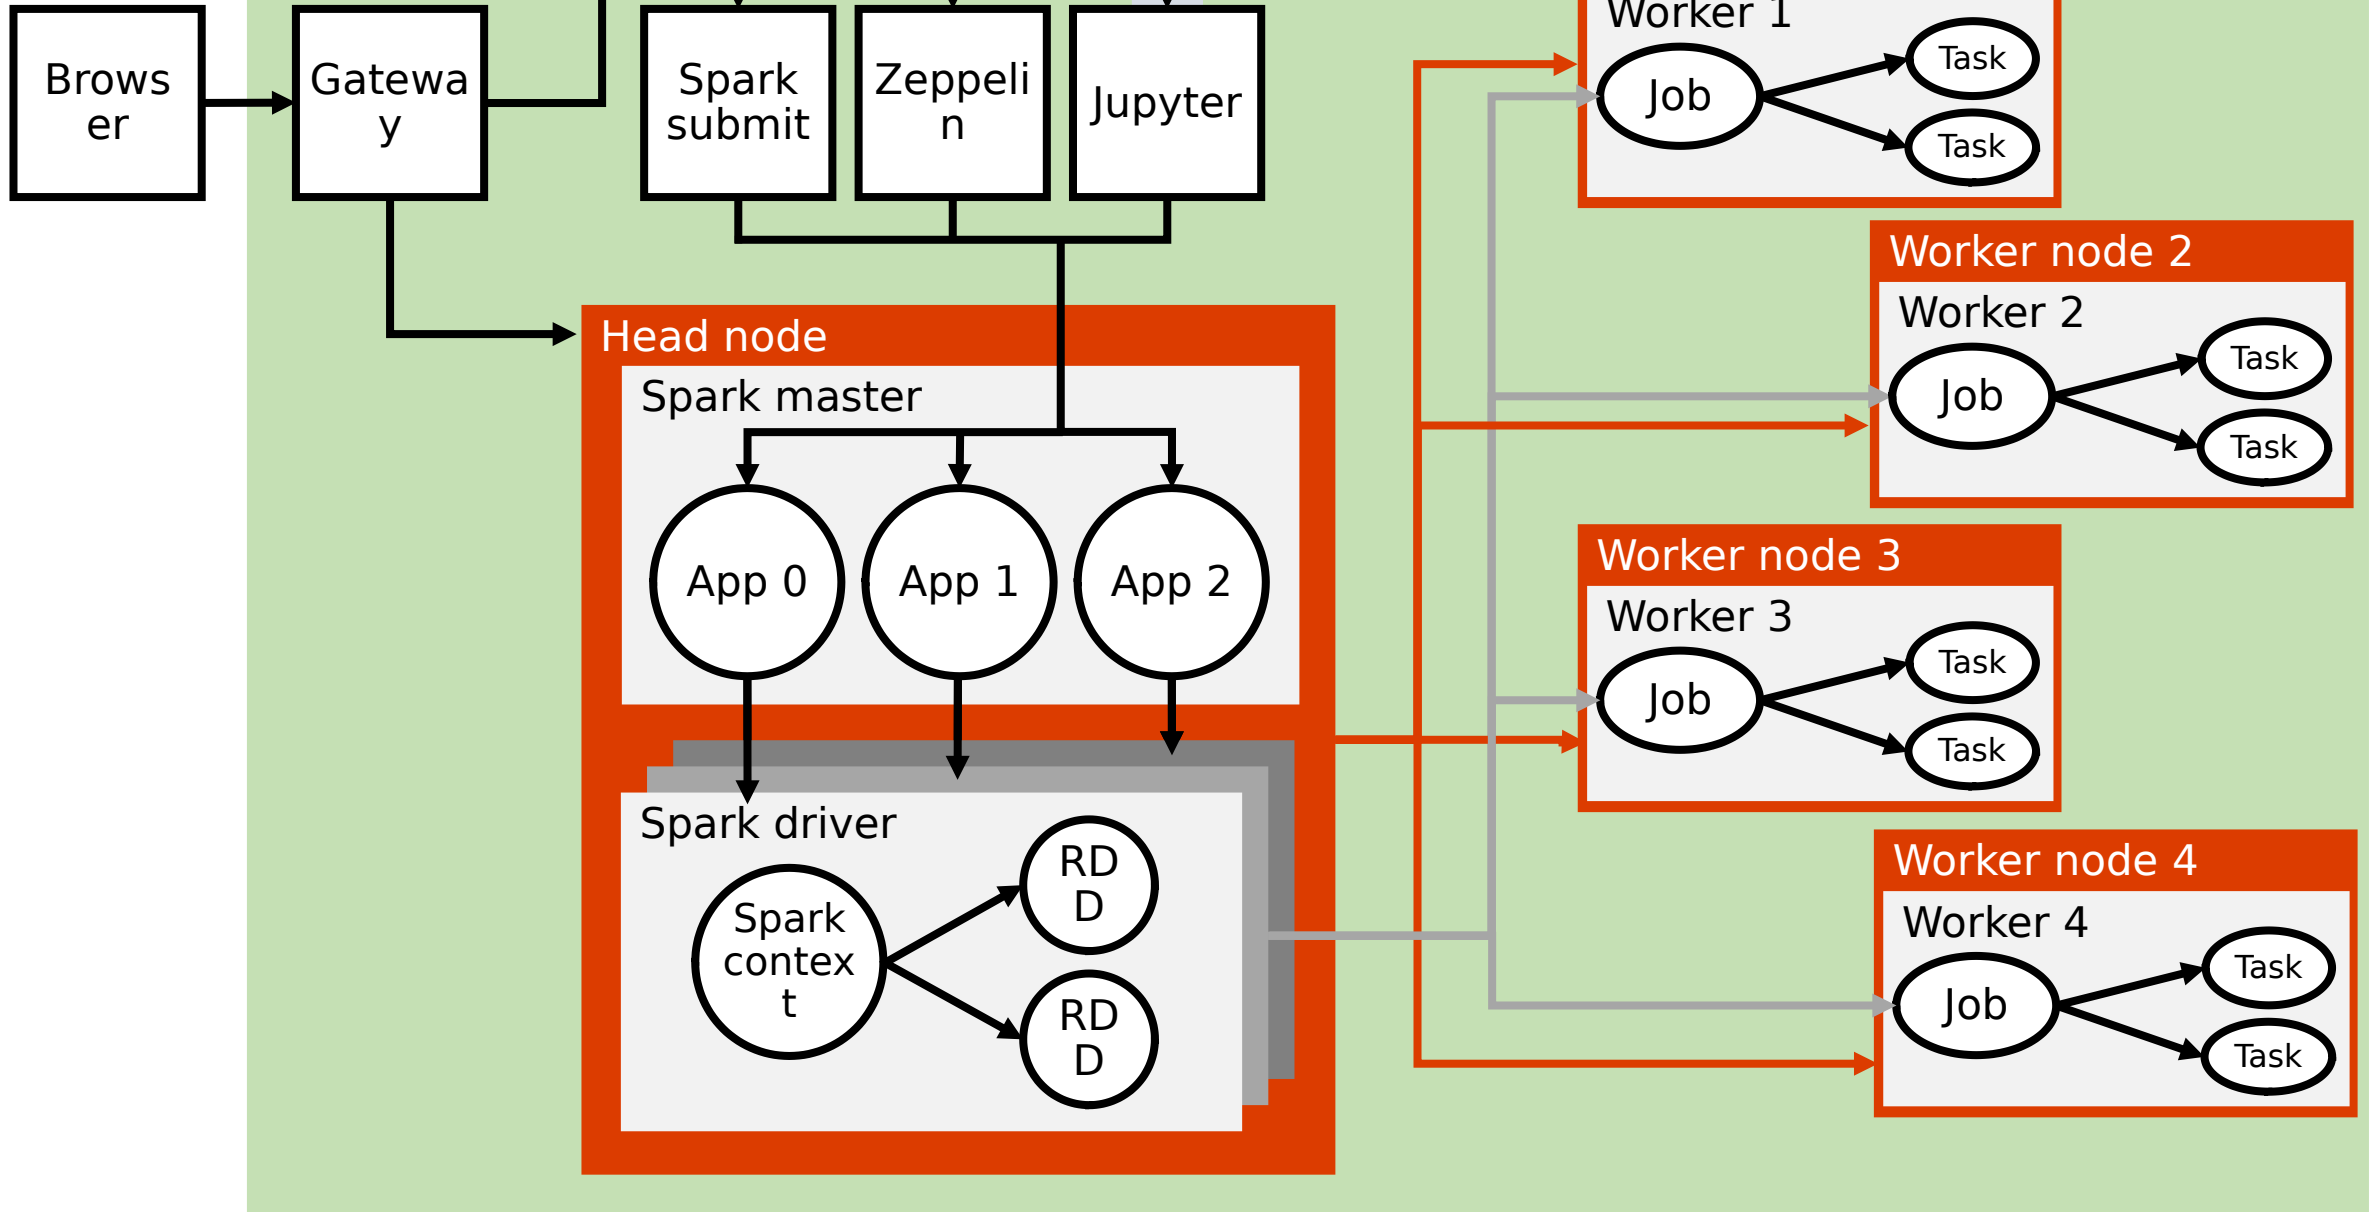 Brows
er
Gatewa
y
Spark
submit
Zeppeli
n
Jupyter
Head node
Spark master
App 0
App 1
App 2
Spark driver
Spark
contex
t
RD
D
RD
D
Worker 1
Job
Task
Task
Worker node 2
Worker 2
Job
Task
Task
Worker node 3
Worker 3
Job
Task
Task
Worker node 4
Worker 4
Job
Task
Task